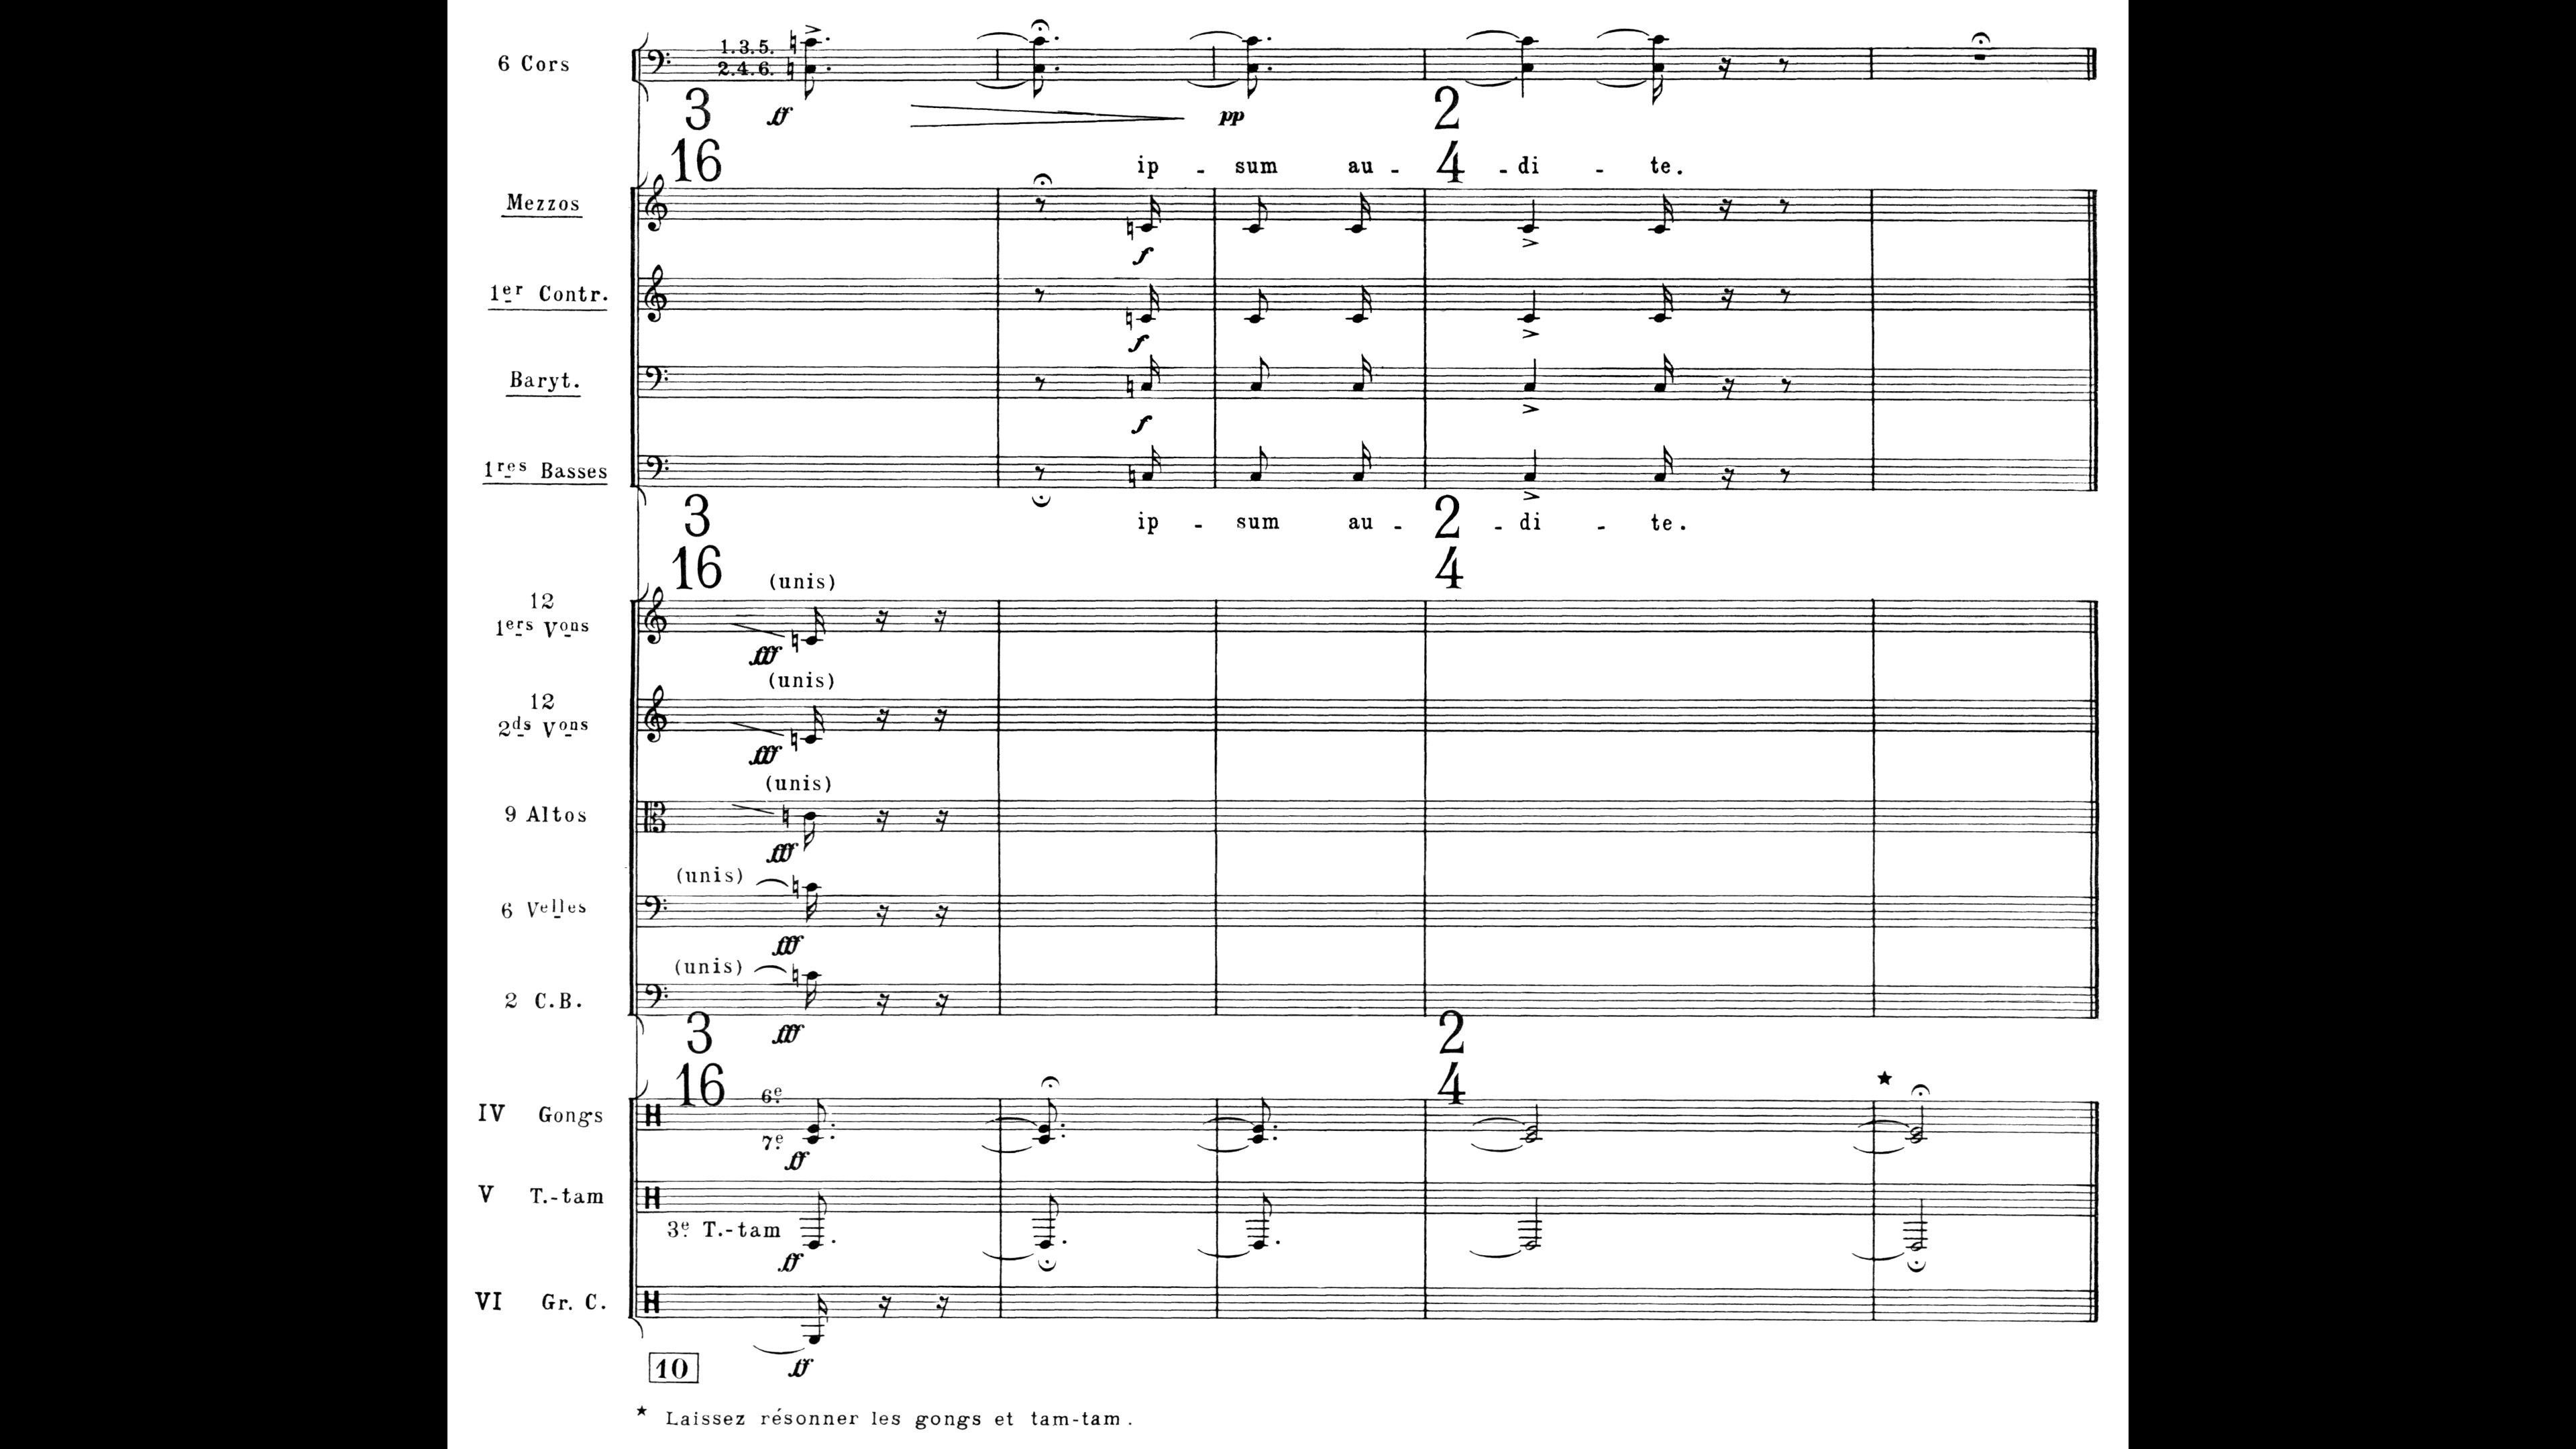 6 Cors
1.3.5.
2.4.6.
3
16
ff
pp
2
4
ip - sum au - - di - te.
Mezzos
f
1er Contr.
f
Baryt.
f
1res Basses
3
16
2
4
ip - sum au - - di - te.
12
1ers Vons
(unis)
fff
12
2ds Vons
(unis)
fff
9 Altos
(unis)
fff
6 Velles
(unis)
fff
2 C.B.
(unis)
fff
3
16
2
4
★
IV Gongs
6e
7e
ff
V T.-tam
3e T.-tam
ff
VI Gr. C.
10
ff
★ Laissez résonner les gongs et tam-tam.